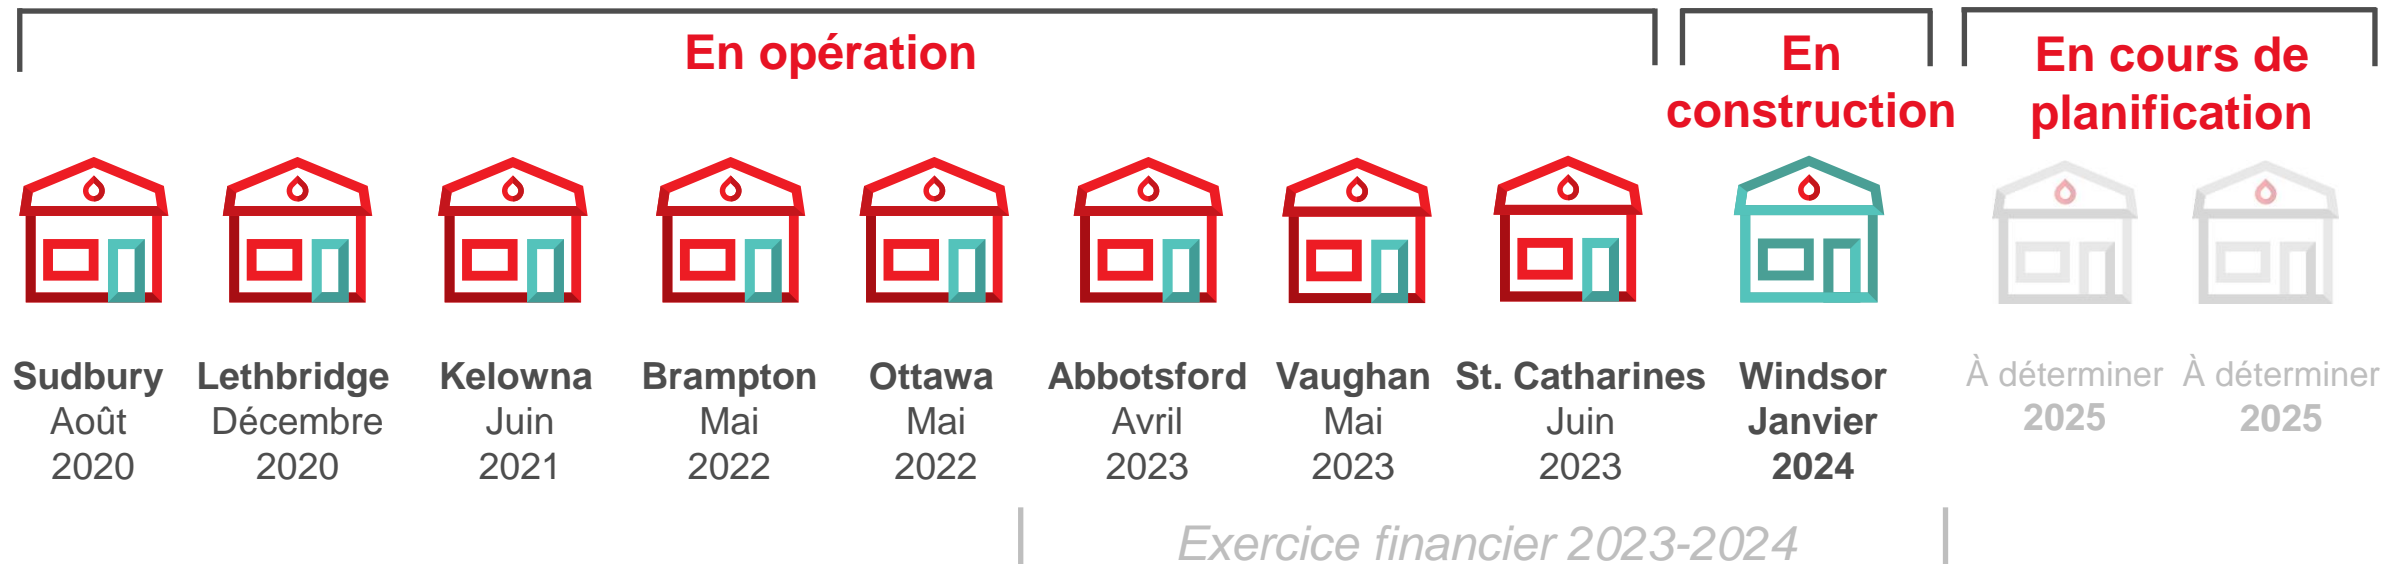 En opération
En
construction
En cours de
planification
Sudbury
Août
2020
Lethbridge
Décembre
2020
Kelowna
Juin
2021
Brampton
Mai
2022
Ottawa
Mai
2022
Abbotsford
Avril
2023
Vaughan
Mai
2023
St. Catharines
Juin
2023
Windsor
Janvier
2024
À déterminer
2025
À déterminer
2025
Exercice financier 2023-2024